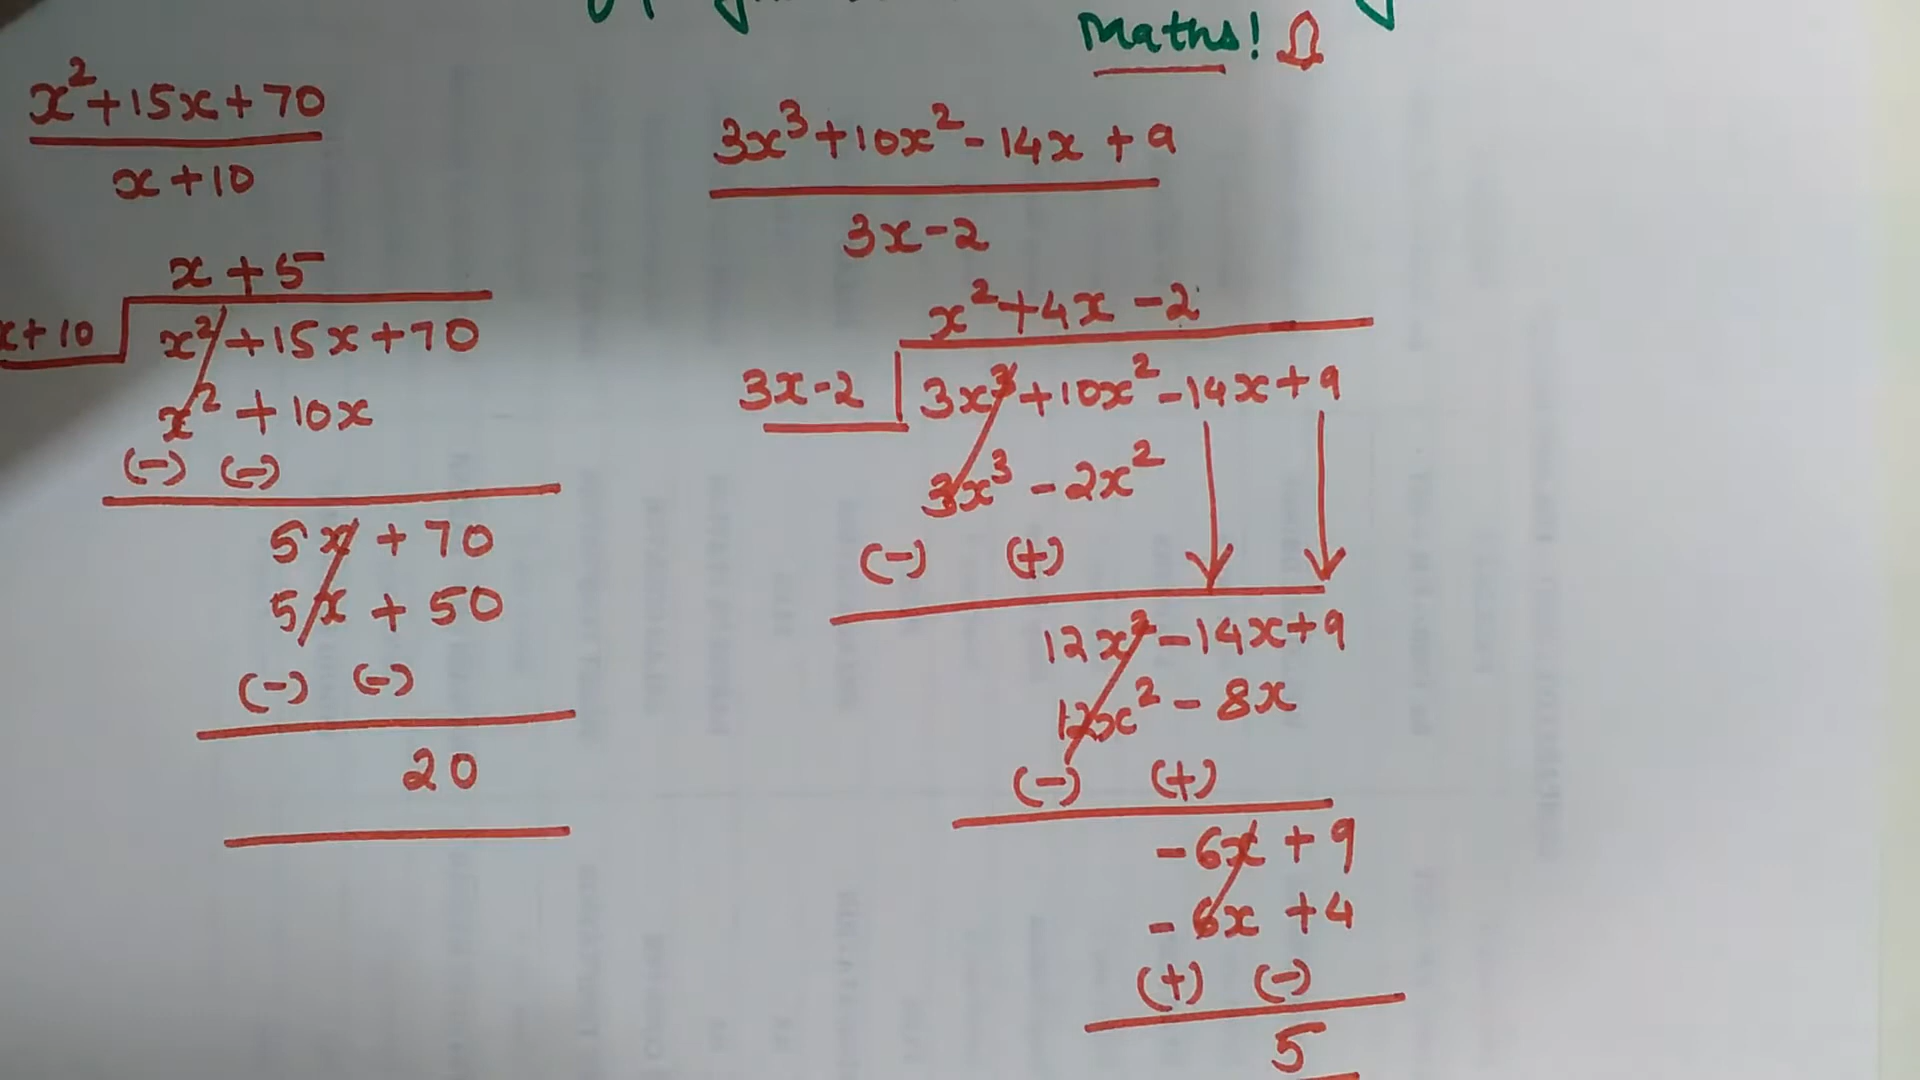 Maths!
x²+15x+70
x+10
x+5
x+10
x²+15x+70
x²+10x
(-) (-)
5x+70
5x+50
(-) (-)
20
3x³+10x²-14x+9
3x-2
x²+4x-2
3x-2
3x³+10x²-14x+9
3x³-2x²
(-) (+)
12x²-14x+9
12x²-8x
(-) (+)
-6x+9
-6x+4
(+) (-)
5